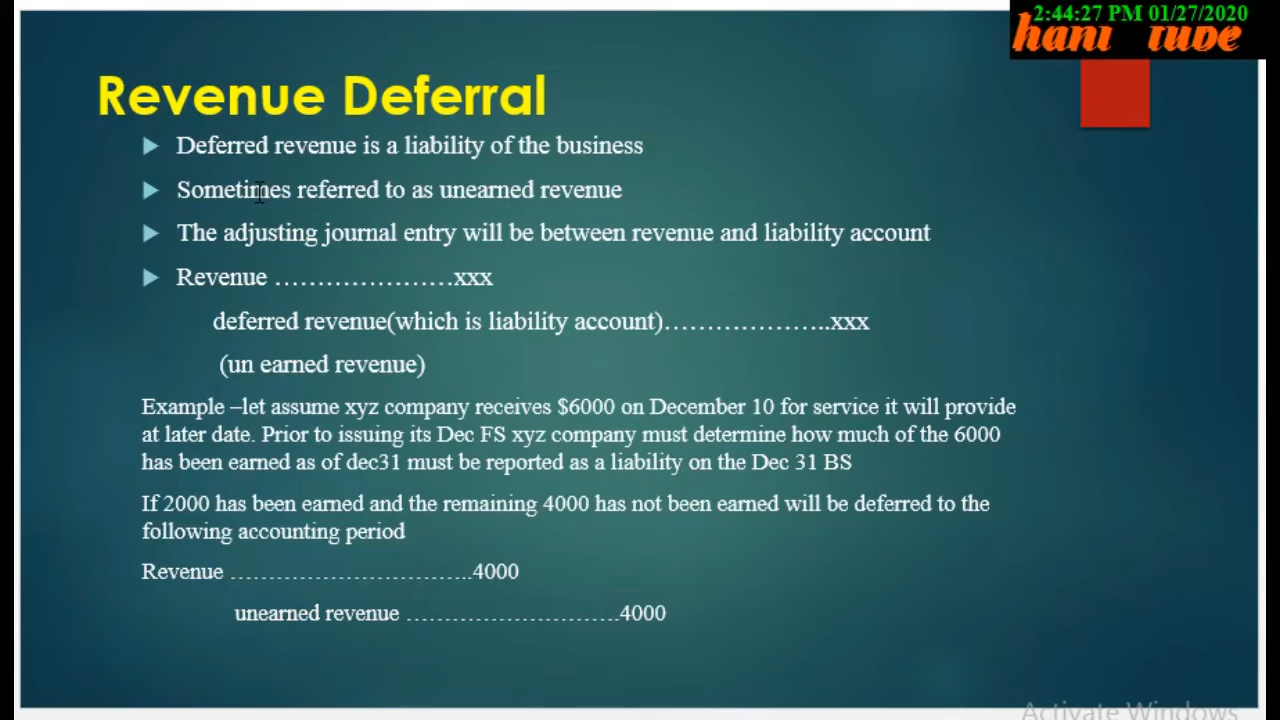 2:44:27 PM 01/27/2020
hani tube
Revenue Deferral
Deferred revenue is a liability of the business
Sometimes referred to as unearned revenue
The adjusting journal entry will be between revenue and liability account
Revenue …………………xxx
deferred revenue(which is liability account)………………..xxx
(un earned revenue)
Example –let assume xyz company receives $6000 on December 10 for service it will provide
at later date. Prior to issuing its Dec FS xyz company must determine how much of the 6000
has been earned as of dec31 must be reported as a liability on the Dec 31 BS
If 2000 has been earned and the remaining 4000 has not been earned will be deferred to the
following accounting period
Revenue …………………………..4000
unearned revenue ……………………….4000
Activate Windows